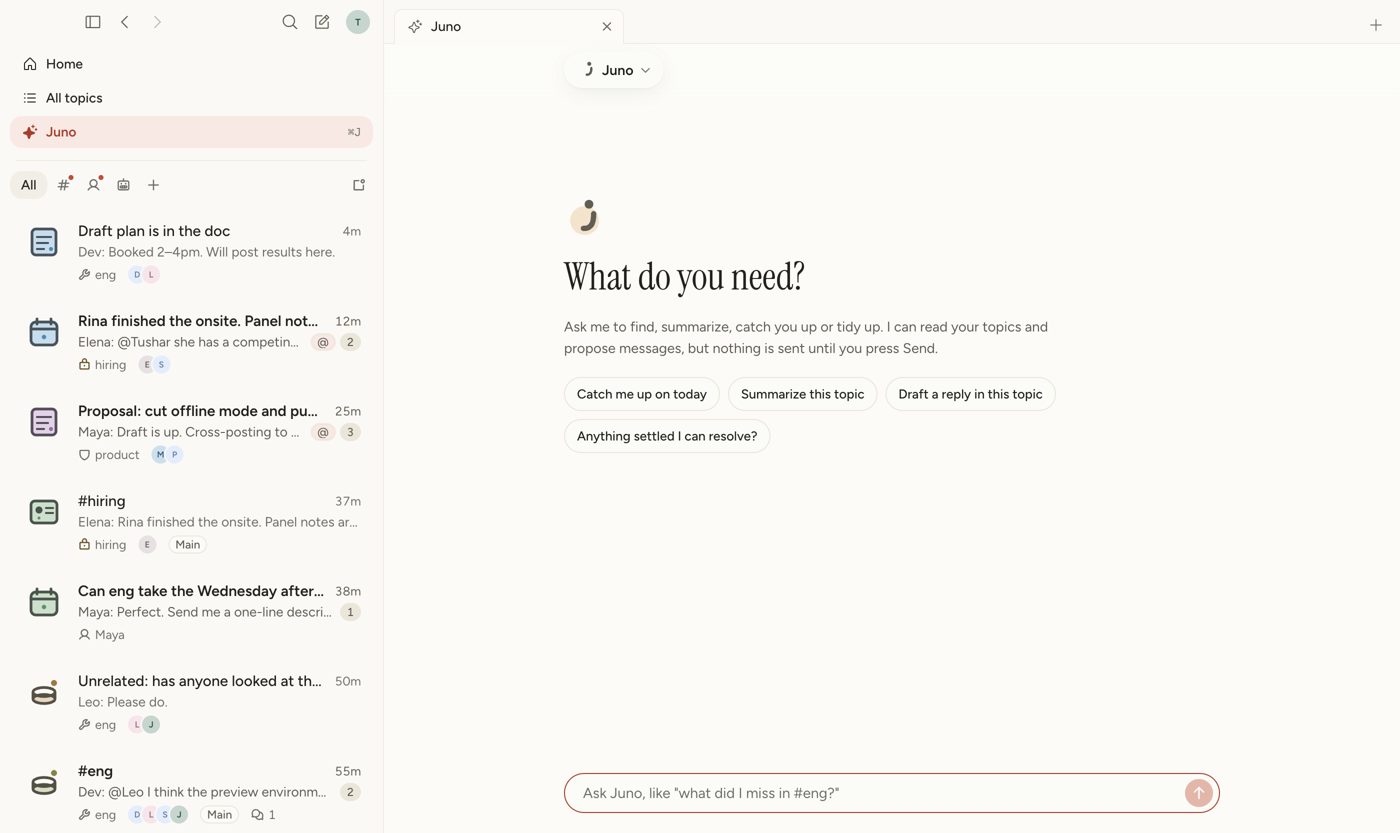 T
Home
All topics
Juno
⌘J
All
Draft plan is in the doc
4m
Dev: Booked 2–4pm. Will post results here.
eng
D L
Rina finished the onsite. Panel not...
12m
Elena: @Tushar she has a competin...
@ 2
hiring
E S
Proposal: cut offline mode and pu...
25m
Maya: Draft is up. Cross-posting to ...
@ 3
product
M P
#hiring
37m
Elena: Rina finished the onsite. Panel notes ar...
hiring
E
Main
Can eng take the Wednesday after...
38m
Maya: Perfect. Send me a one-line descri...
1
Maya
Unrelated: has anyone looked at th...
50m
Leo: Please do.
eng
L J
#eng
55m
Dev: @Leo I think the preview environm...
2
eng
D L S J
Main
1
Juno
Juno
What do you need?
Ask me to find, summarize, catch you up or tidy up. I can read your topics and
propose messages, but nothing is sent until you press Send.
Catch me up on today
Summarize this topic
Draft a reply in this topic
Anything settled I can resolve?
Ask Juno, like "what did I miss in #eng?"